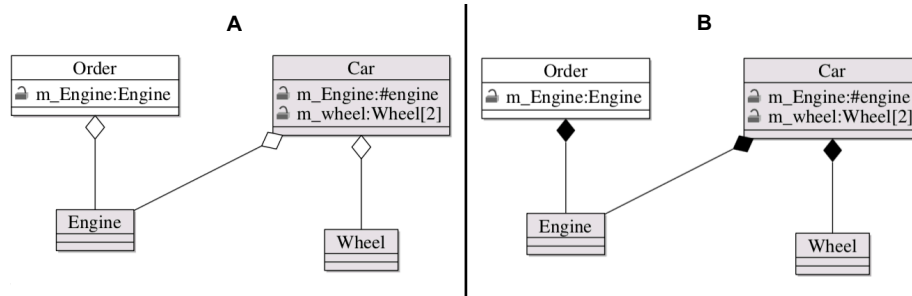 A
Order
m_Engine:Engine
Car
m_Engine:#engine
m_wheel:Wheel[2]
Engine
Wheel
B
Order
m_Engine:Engine
Car
m_Engine:#engine
m_wheel:Wheel[2]
Engine
Wheel